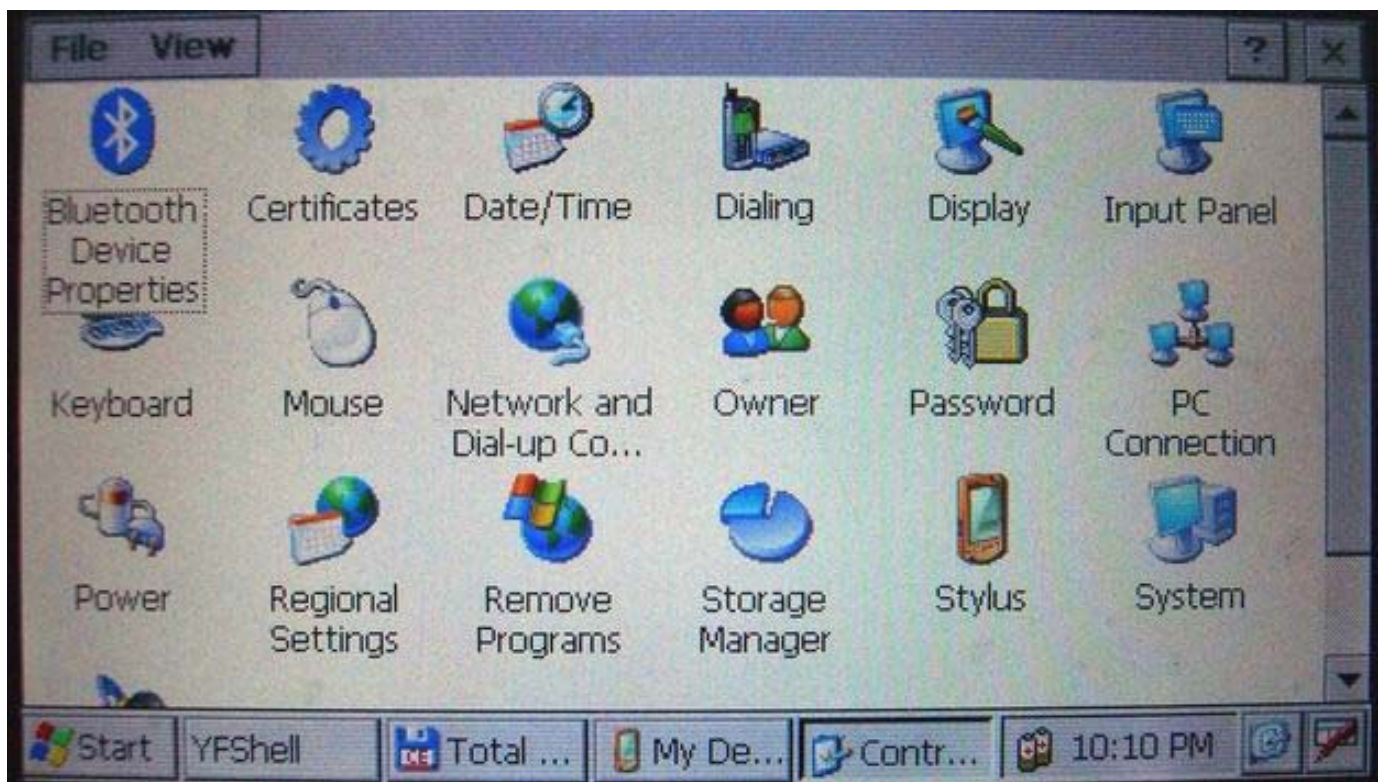 File View ?
Bluetooth
Device
Properties
Certificates
Date/Time
Dialing
Display
Input Panel
Keyboard
Mouse
Network and
Dial-up Co...
Owner
Password
PC
Connection
Power
Regional
Settings
Remove
Programs
Storage
Manager
Stylus
System
Start YFShell CE Total ... My De... Contr... 10:10 PM